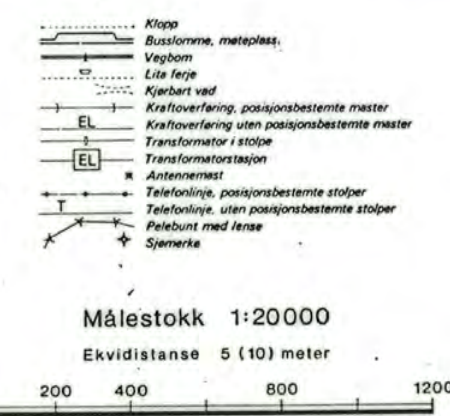 Klopp
Busslomme, møteplass.
Vegbom
Lita ferje
Kjørbart vad
Kraftoverføring, posisjonsbestemte master
EL Kraftoverføring uten posisjonsbestemte master
Transformator i stolpe
EL Transformatorstasjon
Antennemast
Telefonlinje, posisjonsbestemte stolper
T Telefonlinje, uten posisjonsbestemte stolper
Pelebunt med lense
Sjømerke
Målestokk 1:20000
Ekvidistanse 5 (10) meter
200 400 800 1200